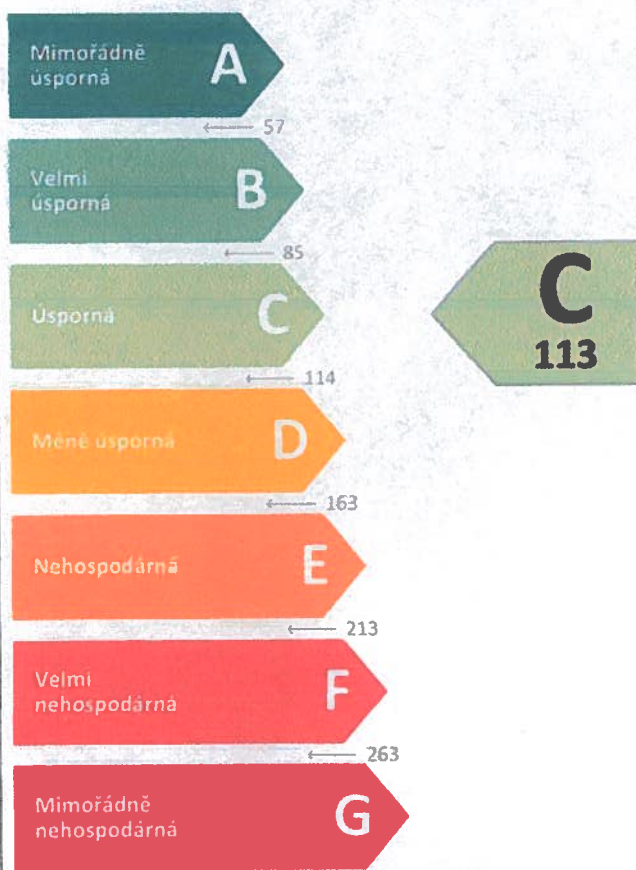 Mimořádně
úsporná
A
57
Velmi
úsporná
B
85
Úsporná
C
114
C
113
Méně úsporná
D
163
Nehospodárná
E
213
Velmi
nehospodárná
F
263
Mimořádně
nehospodárná
G